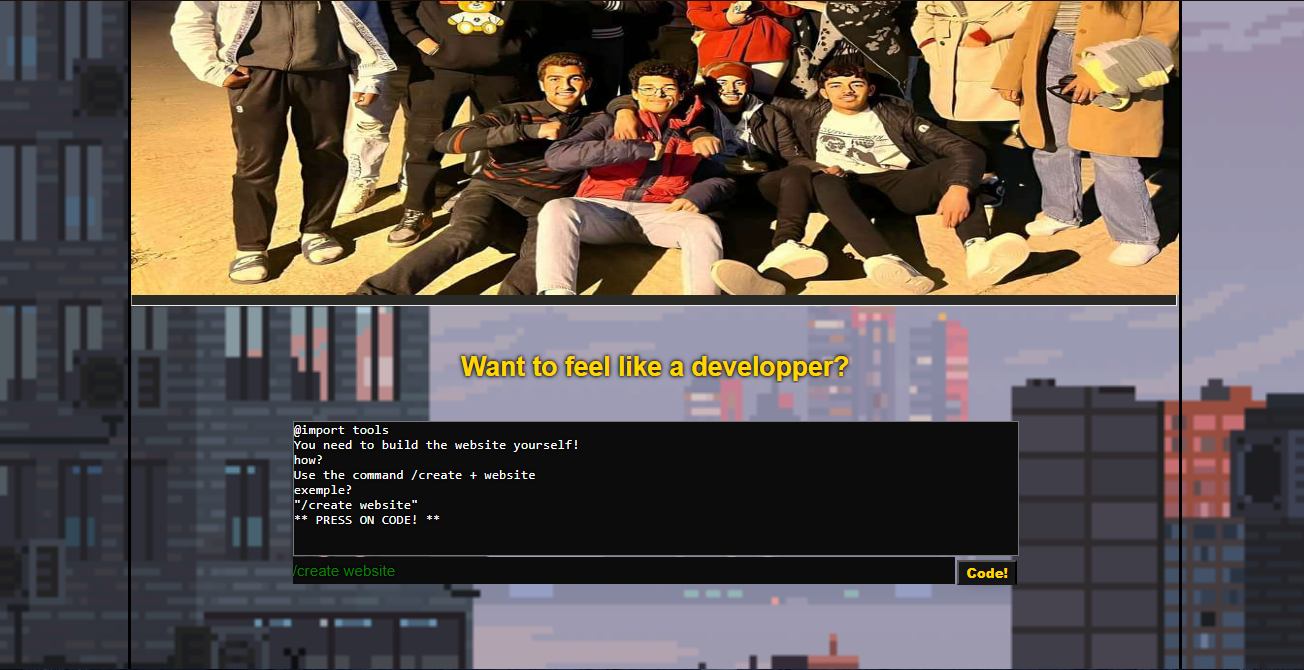 Want to feel like a developper?
@import tools
You need to build the website yourself!
how?
Use the command /create + website
exemple?
"/create website"
** PRESS ON CODE! **
/create website
Code!